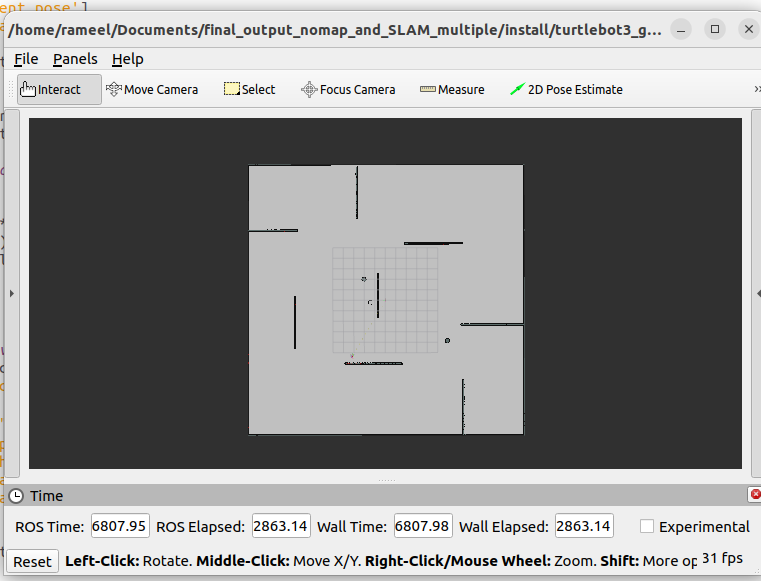 ent pose']
/home/rameel/Documents/final_output_nomap_and_SLAM_multiple/install/turtlebot3_g...
File Panels Help
Interact Move Camera Select Focus Camera Measure 2D Pose Estimate »
Time
ROS Time: 6807.95 ROS Elapsed: 2863.14 Wall Time: 6807.98 Wall Elapsed: 2863.14 Experimental
Reset Left-Click: Rotate. Middle-Click: Move X/Y. Right-Click/Mouse Wheel: Zoom. Shift: More op 31 fps